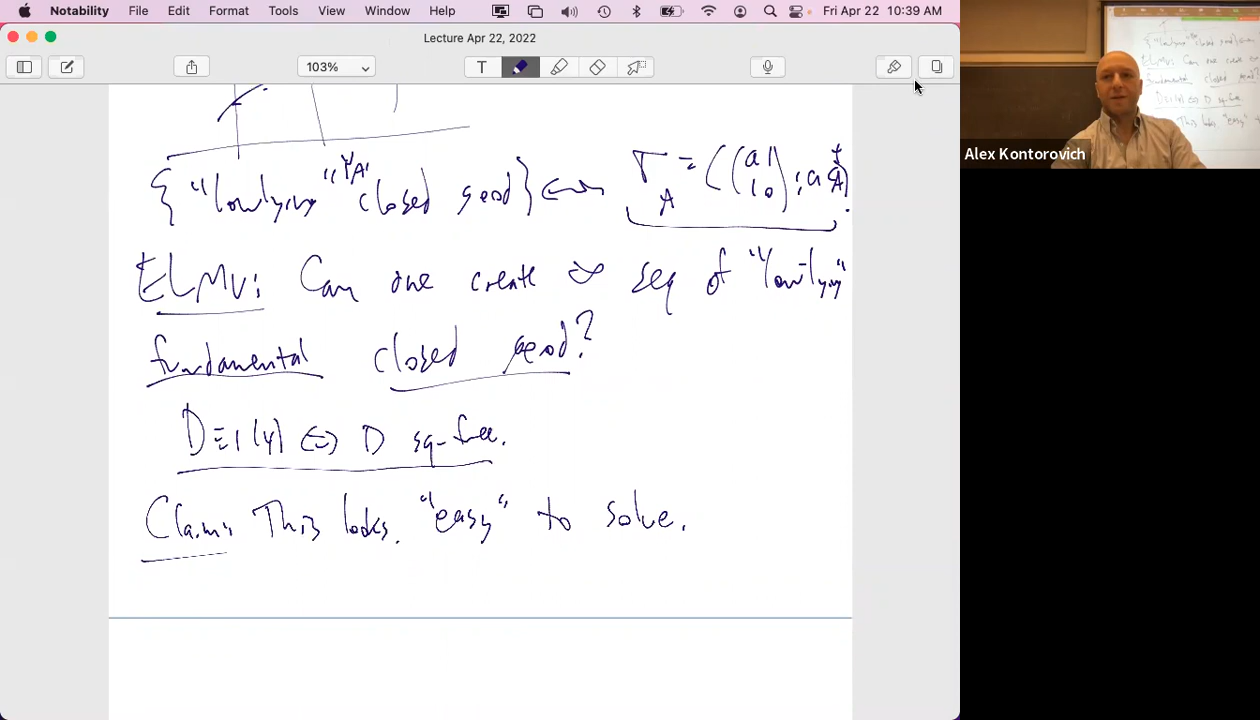 Notability File Edit Format Tools View Window Help Fri Apr 22 10:39 AM
Lecture Apr 22, 2022
103%
T
Alex Kontorovich
{"lowlying" "A" closed geod} ⟷ Γ_A = ⟨(a 1 1 0) : a ≤ A⟩.
ELMV: Can one create ∞ seq of "low-lying"
fundamental closed geod?
D≡1(4) ⟺ D sq-free.
Claim: This looks "easy" to solve.